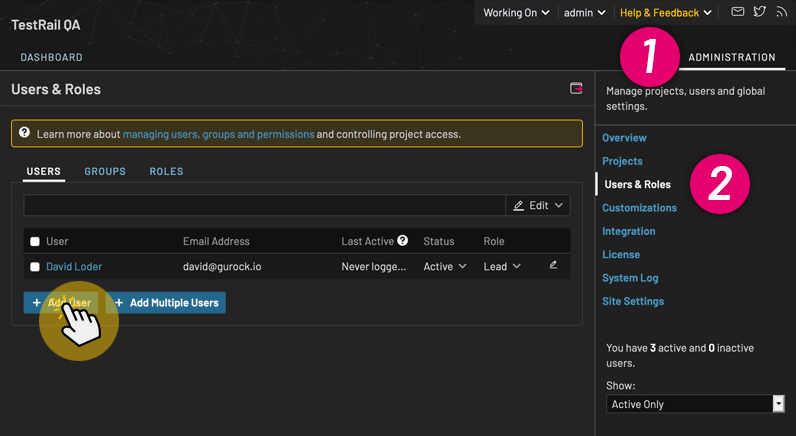 TestRail QA
Working On
admin
Help & Feedback
DASHBOARD
1
ADMINISTRATION
Users & Roles
Manage projects, users and global
settings.
? Learn more about managing users, groups and permissions and controlling project access.
Overview
Projects
Users & Roles
2
Customizations
Integration
License
System Log
Site Settings
USERS GROUPS ROLES
Edit
User Email Address Last Active ? Status Role
David Loder david@gurock.io Never logge... Active Lead
+ Add User + Add Multiple Users
You have 3 active and 0 inactive
users.
Show:
Active Only